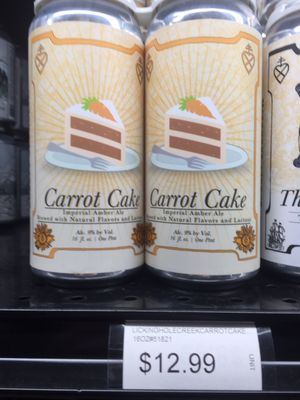 Carrot Cake
Imperial Amber Ale
Brewed with Natural Flavors and Lactose
Alc. 9% by Vol.
16 fl. oz. | One Pint
Carrot Cake
Imperial Amber Ale
Brewed with Natural Flavors and Lactose
Alc. 9% by Vol.
16 fl. oz. | One Pint
Th
LICKINGHOLECREEKCARROTCAKE
16OZ#51821
$12.99
UNIT